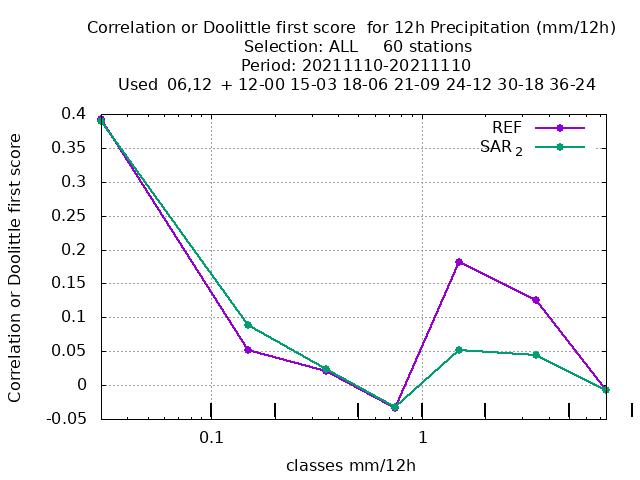 Correlation or Doolittle first score  for 12h Precipitation (mm/12h)
Selection: ALL     60 stations
Period: 20211110-20211110
Used  06,12  + 12-00 15-03 18-06 21-09 24-12 30-18 36-24
REF
SAR 2
0.4
0.35
0.3
0.25
0.2
0.15
0.1
0.05
0
-0.05
Correlation or Doolittle first score
0.1
1
classes mm/12h